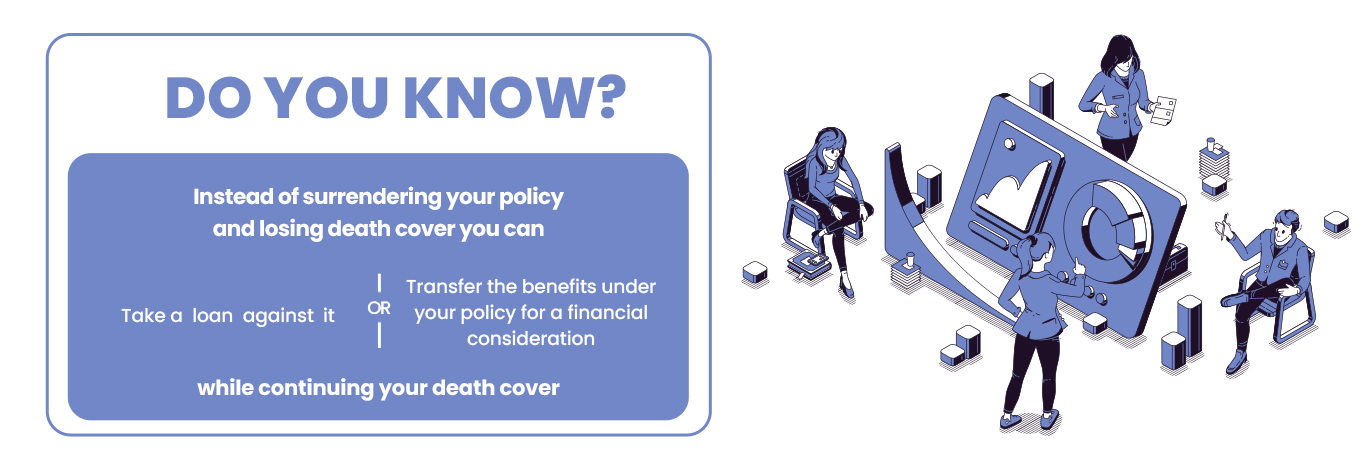 DO YOU KNOW?
Instead of surrendering your policy
and losing death cover you can
Take a loan against it
OR
Transfer the benefits under
your policy for a financial
consideration
while continuing your death cover